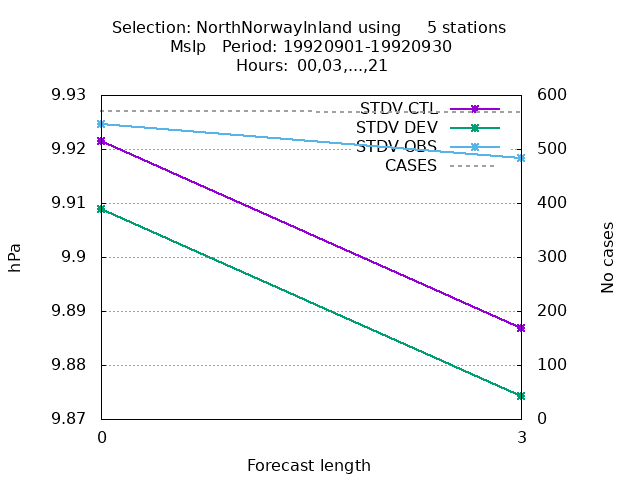 Selection: NorthNorwayInland using 5 stations
Mslp Period: 19920901-19920930
Hours: 00,03,...,21
9.93
9.92
9.91
9.9
9.89
9.88
9.87
hPa
600
500
400
300
200
100
0
No cases
STDV CTL
STDV DEV
STDV OBS
CASES
0
3
Forecast length